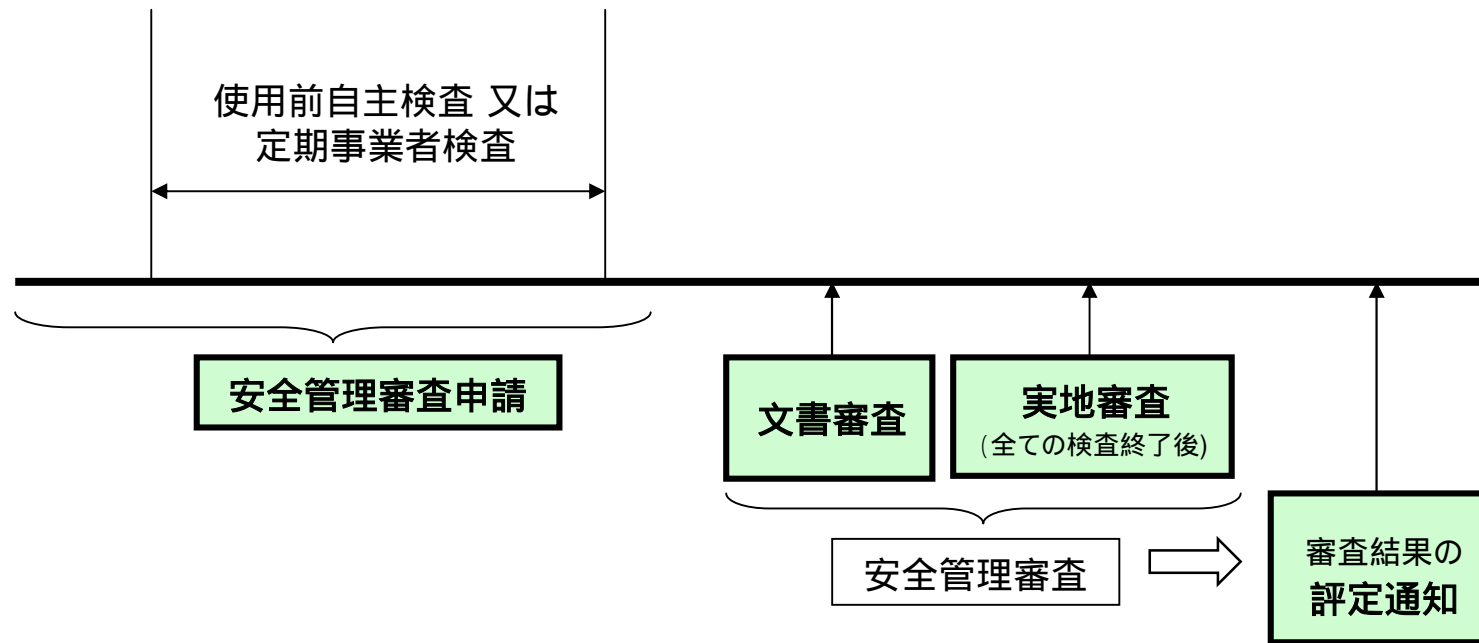 使用前自主検査 又は
定期事業者検査
安全管理審査申請
文書審査
実地審査
(全ての検査終了後)
安全管理審査
審査結果の
評定通知